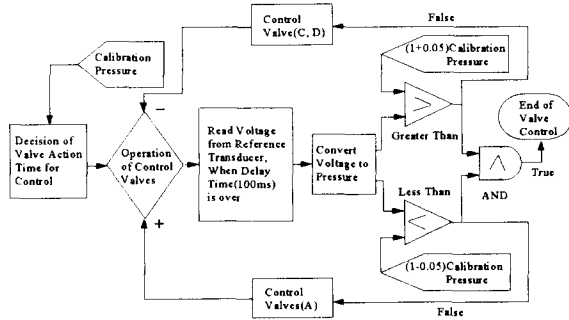 Control
Valve(C, D)
False
Calibration
Pressure
(1+0.05)Calibration
Pressure
−
End of
Valve
Control
Decision of
Valve Action
Time for
Control
Operation
of Control
Valves
Read Voltage
from Reference
Transducer,
When Delay
Time(100ms)
is over
Convert
Voltage to
Pressure
>
Greater Than
∧
True
AND
Less Than
<
+
(1-0.05)Calibration
Pressure
Control
Valves(A)
False